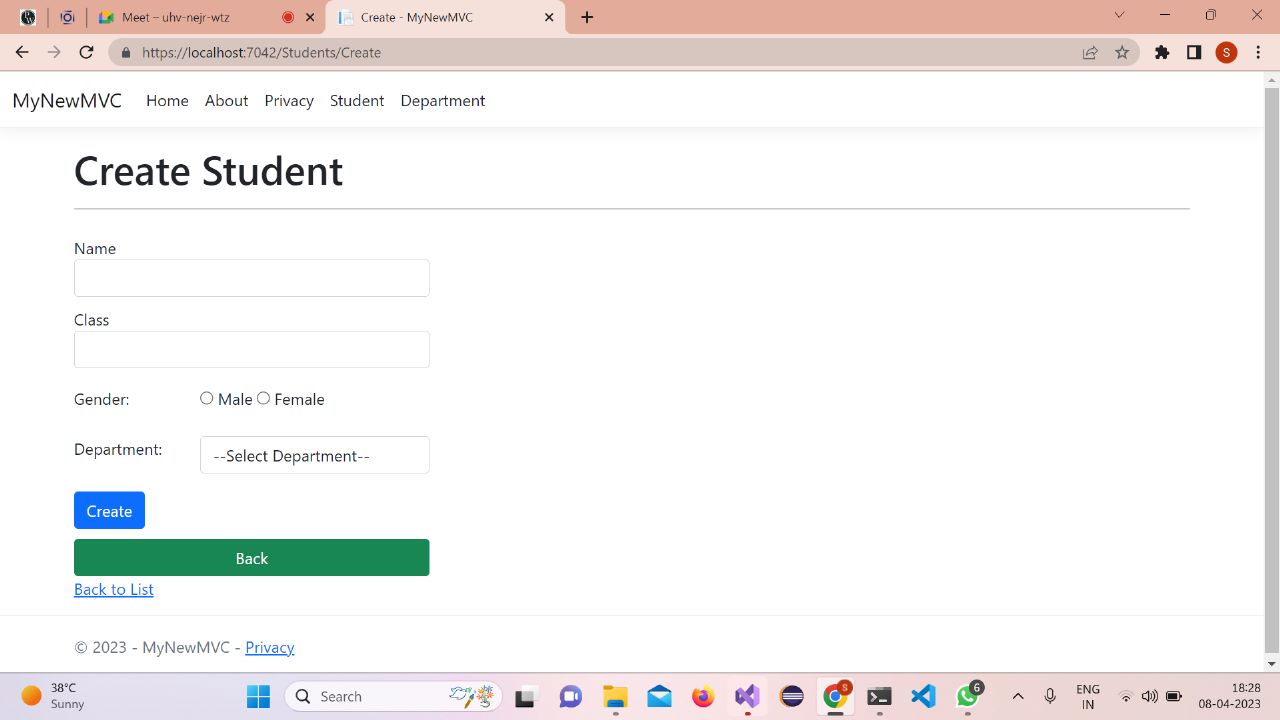 Meet – uhv-nejr-wtz
Create - MyNewMVC
https://localhost:7042/Students/Create
S
MyNewMVC Home About Privacy Student Department
Create Student
Name
Class
Gender: Male Female
Department: --Select Department--
Create
Back
Back to List
© 2023 - MyNewMVC - Privacy
38°C
Sunny
Search
S
6
ENG
IN
18:28
08-04-2023